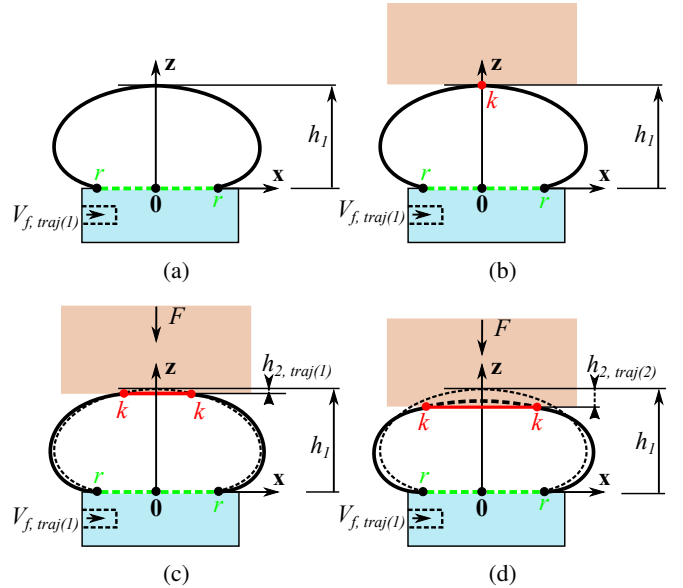 z
h1
r
r
x
0
Vf, traj(1)
(a)
z
k
h1
r
r
x
0
Vf, traj(1)
(b)
F
z
h2, traj(1)
k
k
h1
r
r
x
0
Vf, traj(1)
(c)
F
z
h2, traj(2)
k
k
h1
r
r
x
0
Vf, traj(1)
(d)